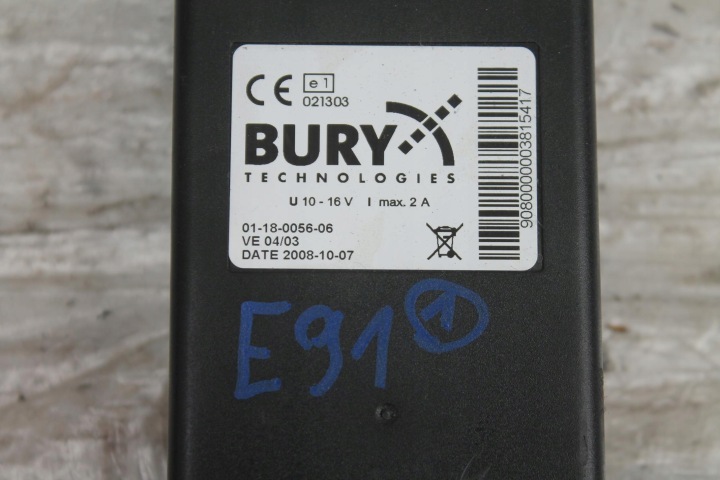 CE e1
021303
BURY
TECHNOLOGIES
U 10 - 16 V I max. 2 A
01-18-0056-06
VE 04/03
DATE 2008-10-07
9080000003815417
E91 1